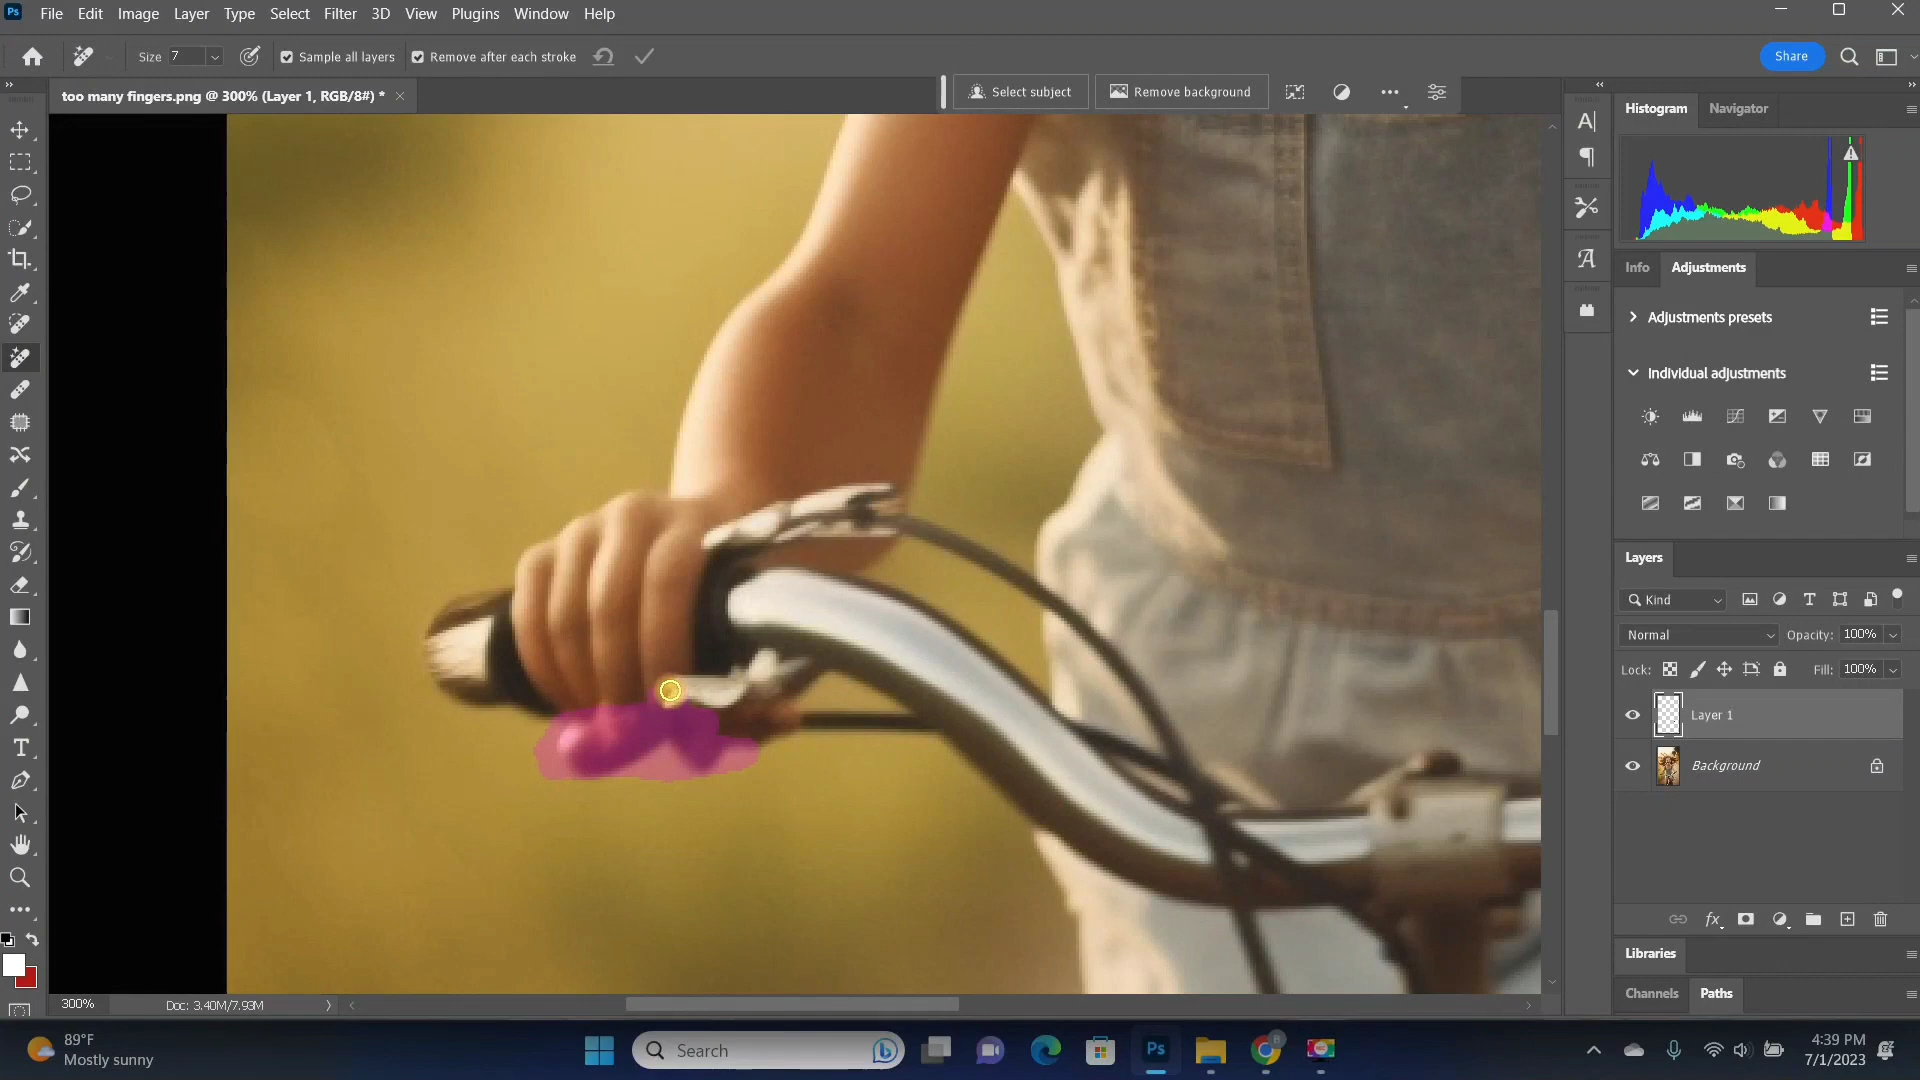 Ps File Edit Image Layer Type Select Filter 3D View Plugins Window Help
Size 7 Sample all layers Remove after each stroke Share
too many fingers.png @ 300% (Layer 1, RGB/8#) * ×
Select subject Remove background
Histogram Navigator
Info Adjustments
Adjustments presets
Individual adjustments
Layers
Kind
Normal Opacity: 100%
Lock: Fill: 100%
Layer 1
Background
fx
Libraries
Channels Paths
300% Doc: 3.40M/7.93M
89°F
Mostly sunny
Search
Ps
4:39 PM
7/1/2023